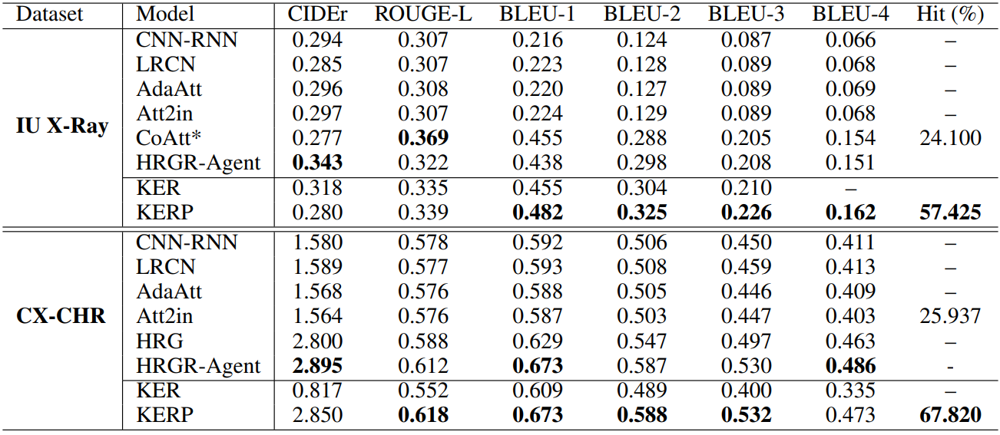 Dataset Model CIDEr ROUGE-L BLEU-1 BLEU-2 BLEU-3 BLEU-4 Hit (%)
CNN-RNN 0.294 0.307 0.216 0.124 0.087 0.066 –
LRCN 0.285 0.307 0.223 0.128 0.089 0.068 –
AdaAtt 0.296 0.308 0.220 0.127 0.089 0.069 –
Att2in 0.297 0.307 0.224 0.129 0.089 0.068 –
IU X-Ray
CoAtt* 0.277 0.369 0.455 0.288 0.205 0.154 24.100
HRGR-Agent 0.343 0.322 0.438 0.298 0.208 0.151
KER 0.318 0.335 0.455 0.304 0.210 –
KERP 0.280 0.339 0.482 0.325 0.226 0.162 57.425
CNN-RNN 1.580 0.578 0.592 0.506 0.450 0.411 –
LRCN 1.589 0.577 0.593 0.508 0.459 0.413 –
AdaAtt 1.568 0.576 0.588 0.505 0.446 0.409 –
CX-CHR Att2in 1.564 0.576 0.587 0.503 0.447 0.403 25.937
HRG 2.800 0.588 0.629 0.547 0.497 0.463 –
HRGR-Agent 2.895 0.612 0.673 0.587 0.530 0.486 -
KER 0.817 0.552 0.609 0.489 0.400 0.335 –
KERP 2.850 0.618 0.673 0.588 0.532 0.473 67.820